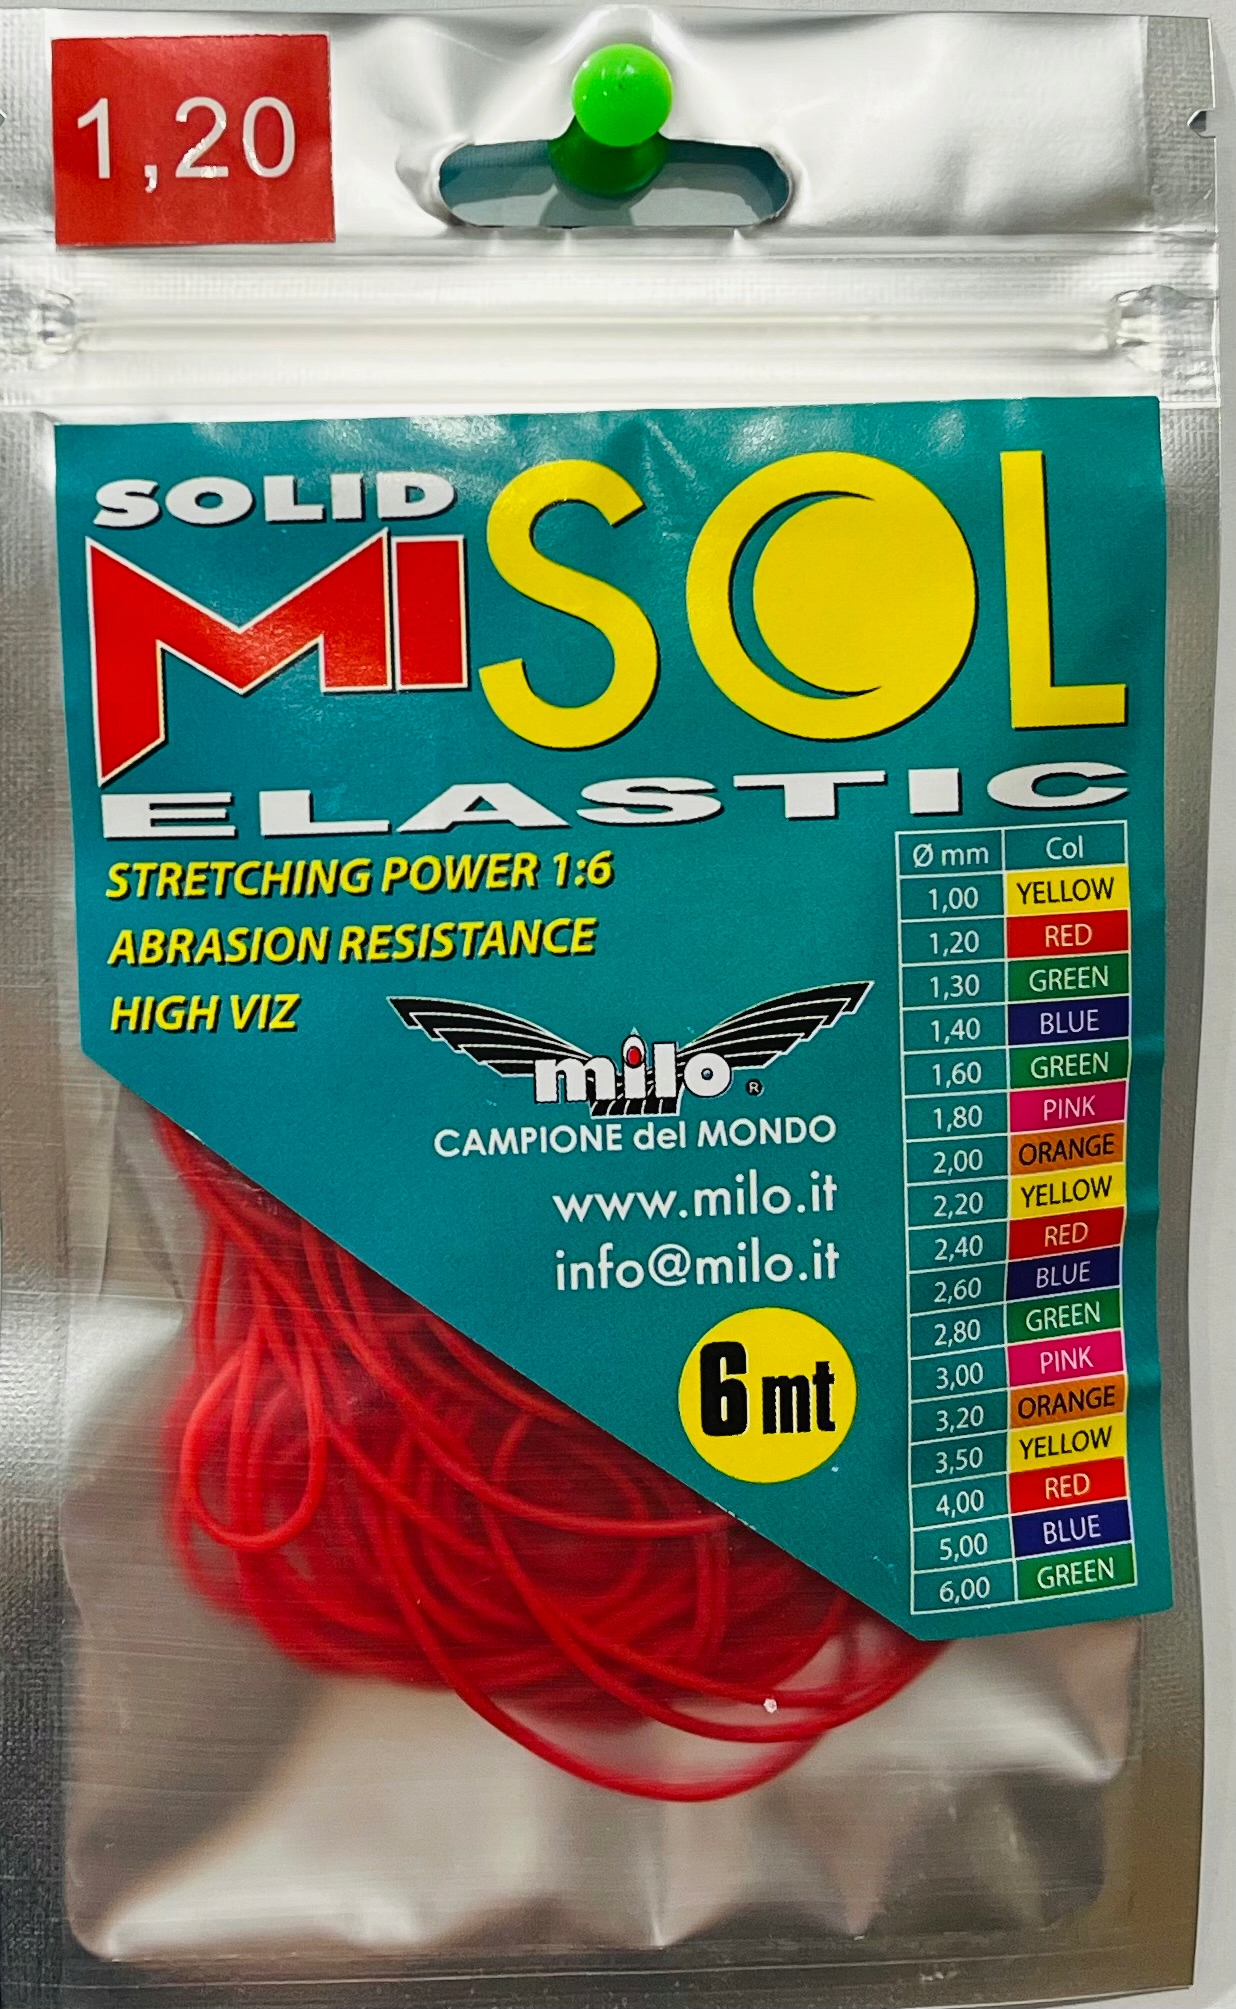 1,20
SOLID
MISOL
ELASTIC
STRETCHING POWER 1:6
ABRASION RESISTANCE
HIGH VIZ
milo ®
CAMPIONE del MONDO
www.milo.it
info@milo.it
6 mt
Ø mm Col
1,00 YELLOW
1,20 RED
1,30 GREEN
1,40 BLUE
1,60 GREEN
1,80 PINK
2,00 ORANGE
2,20 YELLOW
2,40 RED
2,60 BLUE
2,80 GREEN
3,00 PINK
3,20 ORANGE
3,50 YELLOW
4,00 RED
5,00 BLUE
6,00 GREEN